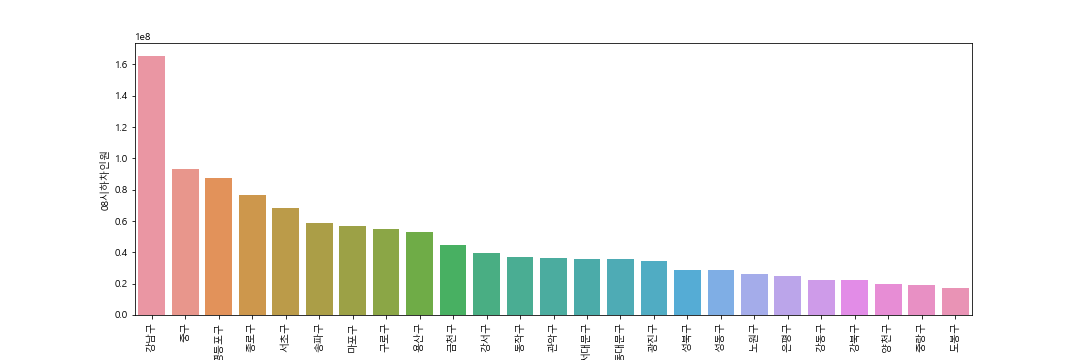 1e8
1.6
1.4
1.2
1.0
0.8
0.6
0.4
0.2
0.0
08시하차인원
강남구
중구
종로구
서초구
송파구
마포구
구로구
용산구
금천구
강서구
동작구
관악구
광진구
성북구
성동구
노원구
은평구
강동구
강북구
양천구
중랑구
도봉구